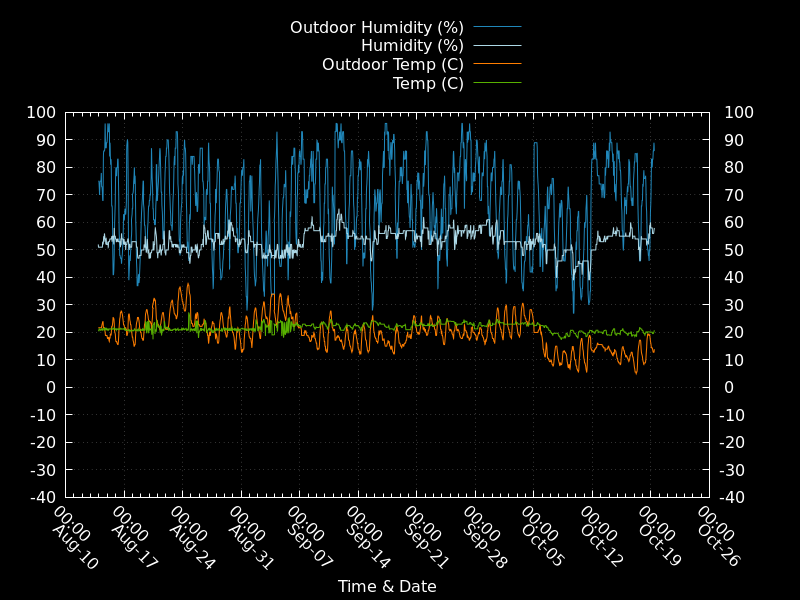 Outdoor Humidity (%)
Humidity (%)
Outdoor Temp (C)
Temp (C)
100 100
90 90
80 80
70 70
60 60
50 50
40 40
30 30
20 20
10 10
0 0
-10 -10
-20 -20
-30 -30
-40 -40
00:00 00:00 00:00 00:00 00:00 00:00 00:00 00:00 00:00 00:00 00:00 00:00
Aug-10 Aug-17 Aug-24 Aug-31 Sep-07 Sep-14 Sep-21 Sep-28 Oct-05 Oct-12 Oct-19 Oct-26
Time & Date